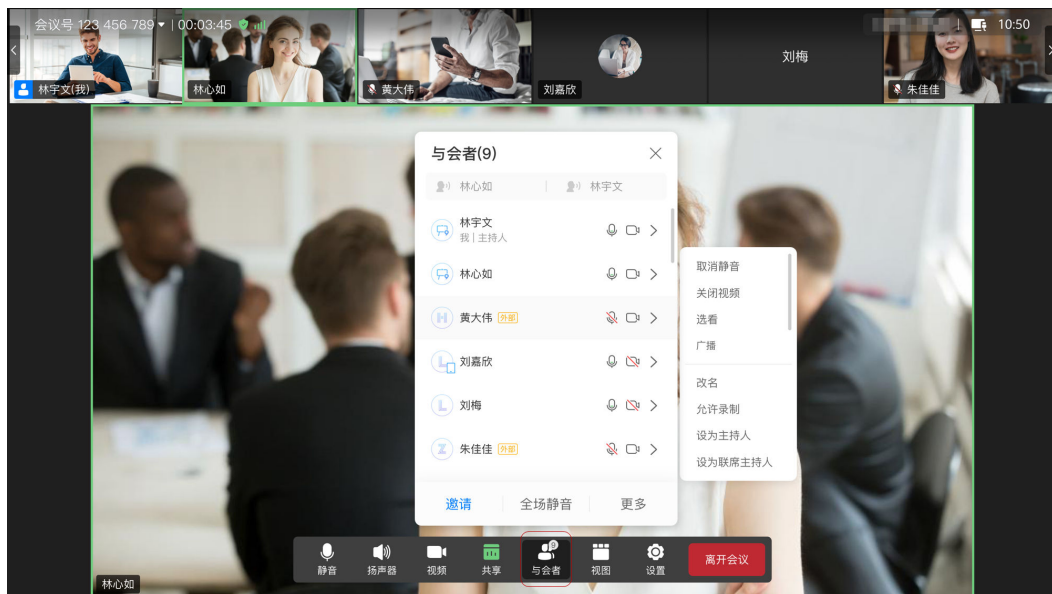 会议号 123 456 789 | 00:03:45
10:50
林宇文(我)
林心如
黄大伟
刘嘉欣
刘梅
朱佳佳
与会者(9)
林心如 | 林宇文
林宇文
我 | 主持人
林心如
H 黄大伟 外部
L 刘嘉欣
L 刘梅
Z 朱佳佳 外部
邀请 全场静音 更多
取消静音
关闭视频
选看
广播
改名
允许录制
设为主持人
设为联席主持人
9
静音 扬声器 视频 共享 与会者 视图 设置 离开会议
林心如